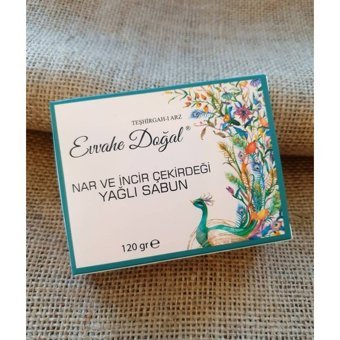 TEŞHİRGAH-I ARZ
Evvahe Doğal®
NAR VE İNCİR ÇEKİRDEĞİ
YAĞLI SABUN
120 gr ℮